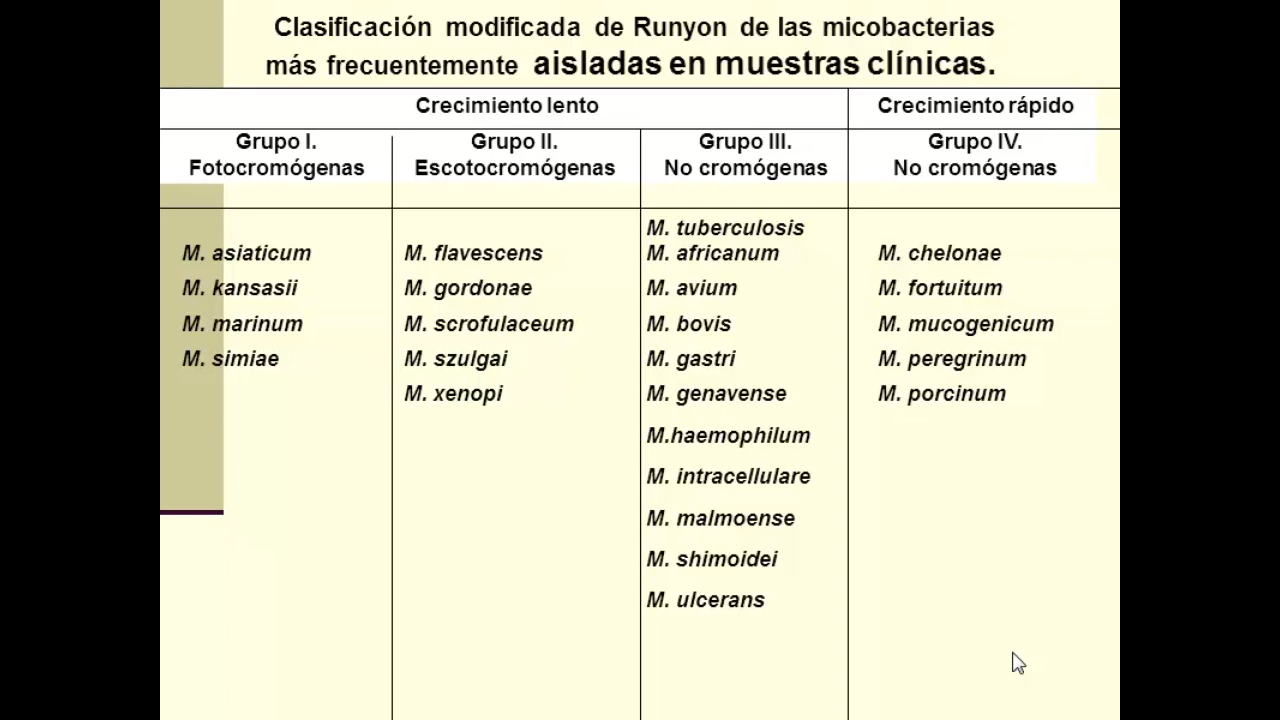 Clasificación modificada de Runyon de las micobacterias
más frecuentemente aisladas en muestras clínicas.
Crecimiento lento
Crecimiento rápido
Grupo I.
Fotocromógenas
Grupo II.
Escotocromógenas
Grupo III.
No cromógenas
Grupo IV.
No cromógenas
M. asiaticum
M. kansasii
M. marinum
M. simiae
M. flavescens
M. gordonae
M. scrofulaceum
M. szulgai
M. xenopi
M. tuberculosis
M. africanum
M. avium
M. bovis
M. gastri
M. genavense
M.haemophilum
M. intracellulare
M. malmoense
M. shimoidei
M. ulcerans
M. chelonae
M. fortuitum
M. mucogenicum
M. peregrinum
M. porcinum